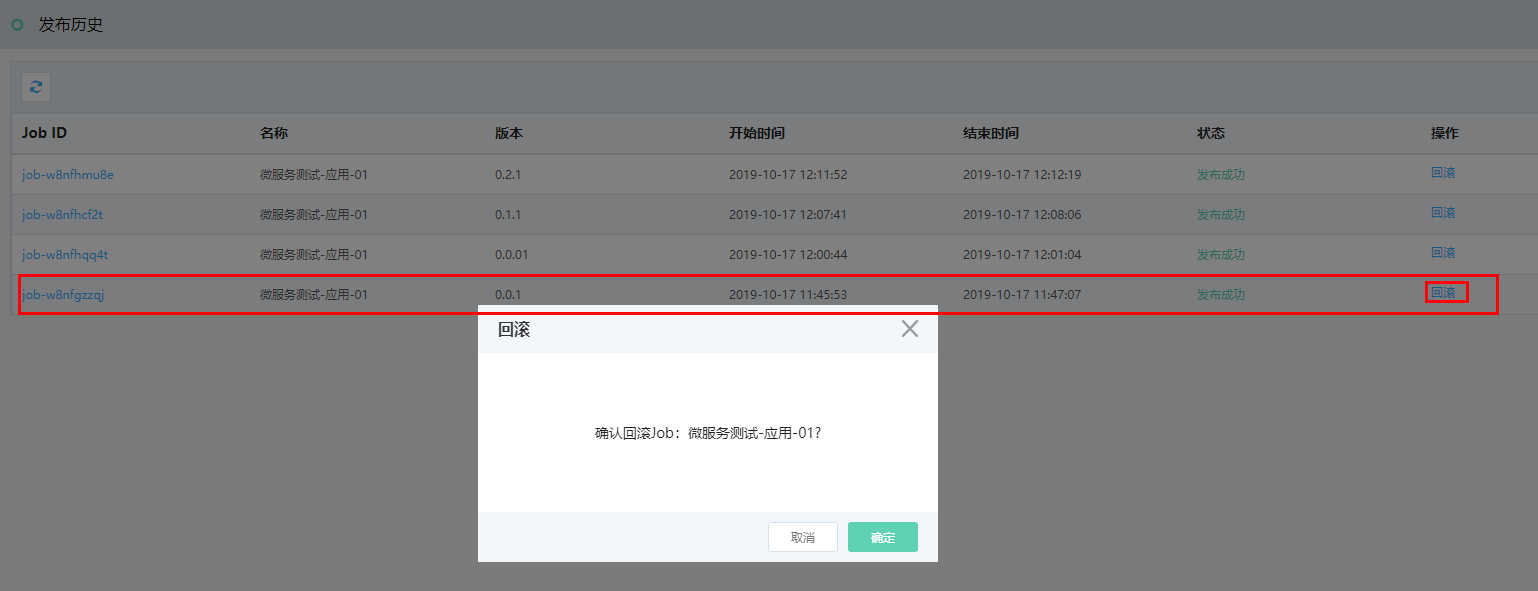 发布历史
Job ID 名称 版本 开始时间 结束时间 状态 操作
job-w8nfhmu8e 微服务测试-应用-01 0.2.1 2019-10-17 12:11:52 2019-10-17 12:12:19 发布成功 回滚
job-w8nfhcf2t 微服务测试-应用-01 0.1.1 2019-10-17 12:07:41 2019-10-17 12:08:06 发布成功 回滚
job-w8nfhqq4t 微服务测试-应用-01 0.0.01 2019-10-17 12:00:44 2019-10-17 12:01:04 发布成功 回滚
job-w8nfgzzqj 微服务测试-应用-01 0.0.1 2019-10-17 11:45:53 2019-10-17 11:47:07 发布成功 回滚
回滚
确认回滚Job：微服务测试-应用-01?
取消 确定